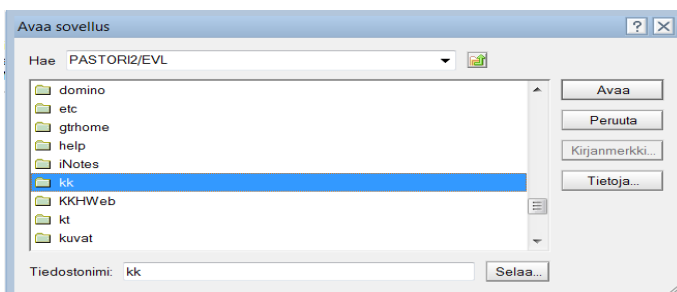 Avaa sovellus
Hae PASTORI2/EVL
domino
etc
gtrhome
help
iNotes
kk
KKHWeb
kt
kuvat
Avaa
Peruuta
Kirjanmerkki...
Tietoja...
Tiedostonimi: kk
Selaa...